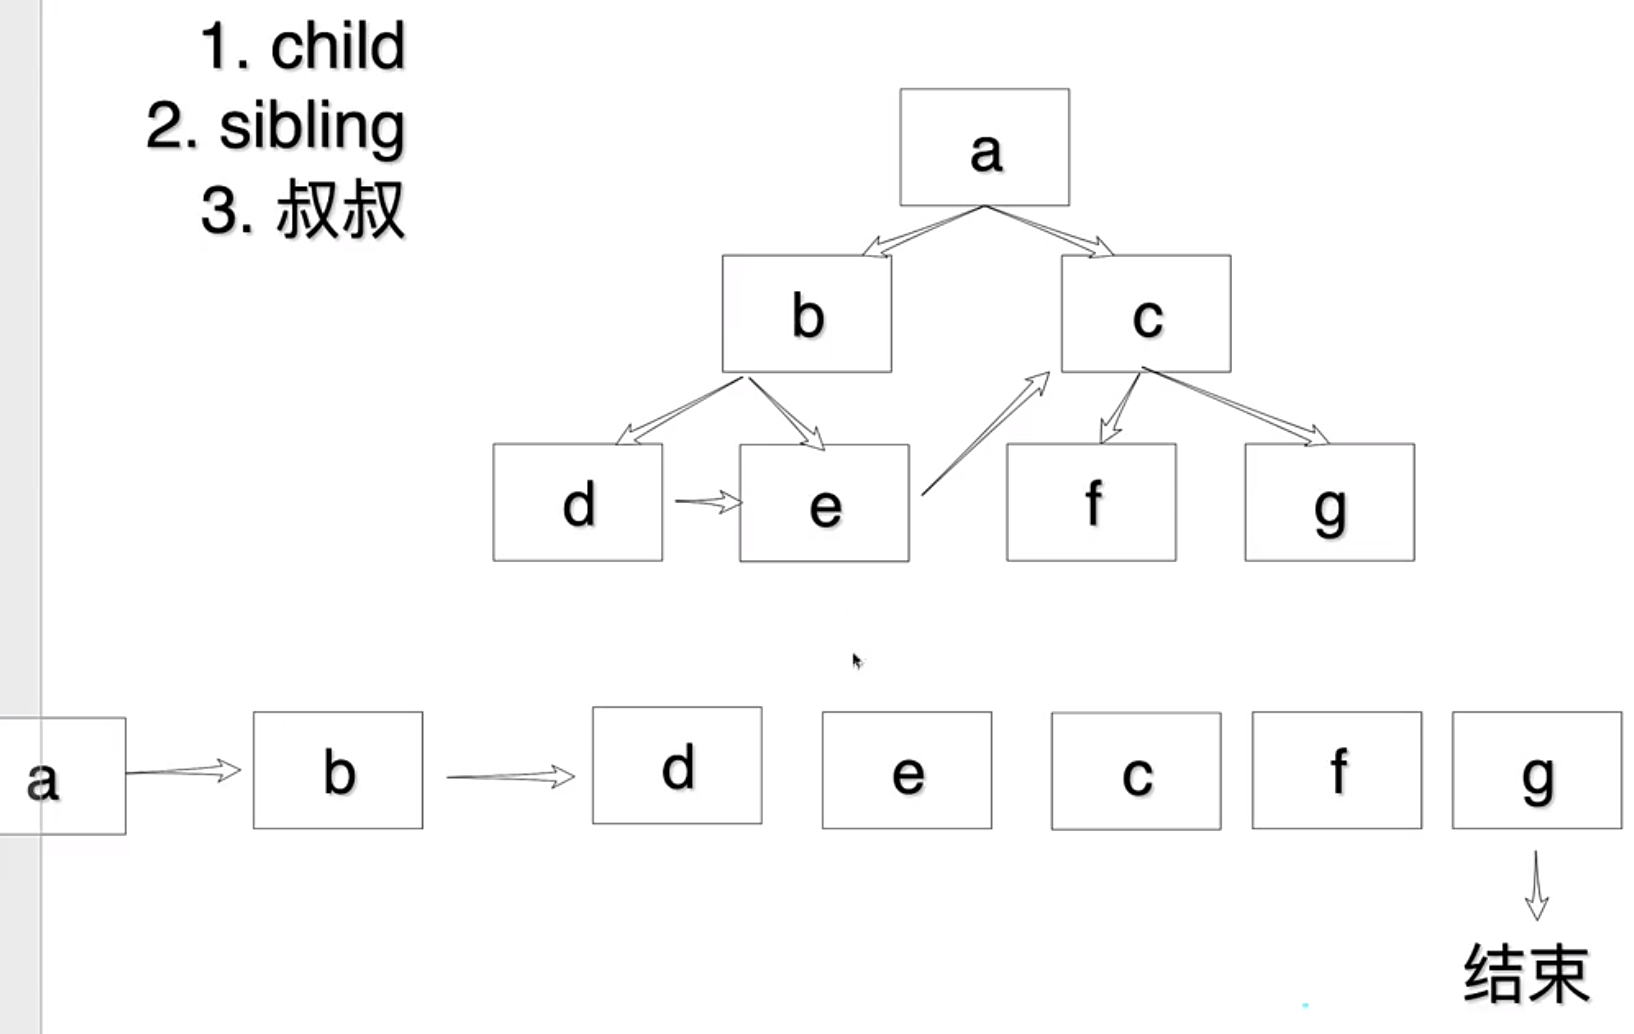 1. child
2. sibling
3. 叔叔
a
b c
d e f g
a b d e c f g
结束